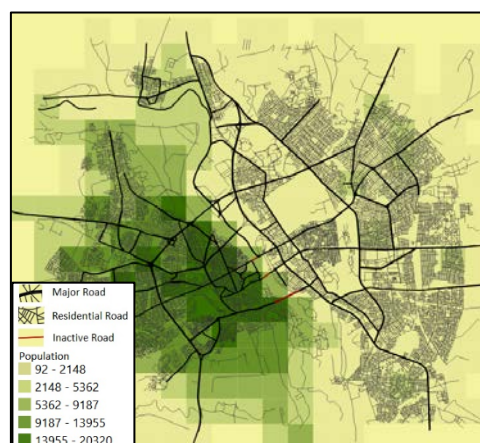 Major Road
Residential Road
Inactive Road
Population
92 - 2148
2148 - 5362
5362 - 9187
9187 - 13955
13955 - 20320